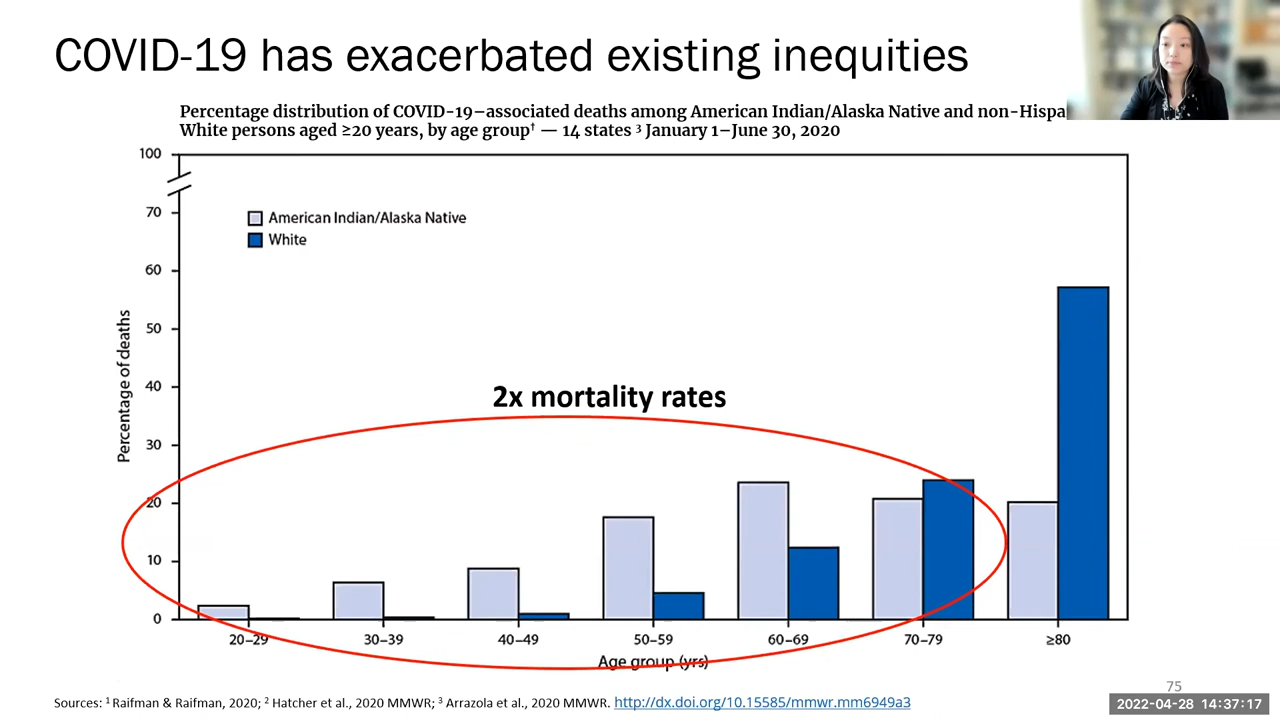 COVID-19 has exacerbated existing inequities
Percentage distribution of COVID-19–associated deaths among American Indian/Alaska Native and non-Hispa
White persons aged ≥20 years, by age group† — 14 states ³ January 1–June 30, 2020
100
70
60
50
40
30
20
10
0
Percentage of deaths
American Indian/Alaska Native
White
2x mortality rates
20–29 30–39 40–49 50–59 60–69 70–79 ≥80
Age group (yrs)
75
Sources: ¹ Raifman & Raifman, 2020; ² Hatcher et al., 2020 MMWR; ³ Arrazola et al., 2020 MMWR. http://dx.doi.org/10.15585/mmwr.mm6949a3
2022-04-28 14:37:17